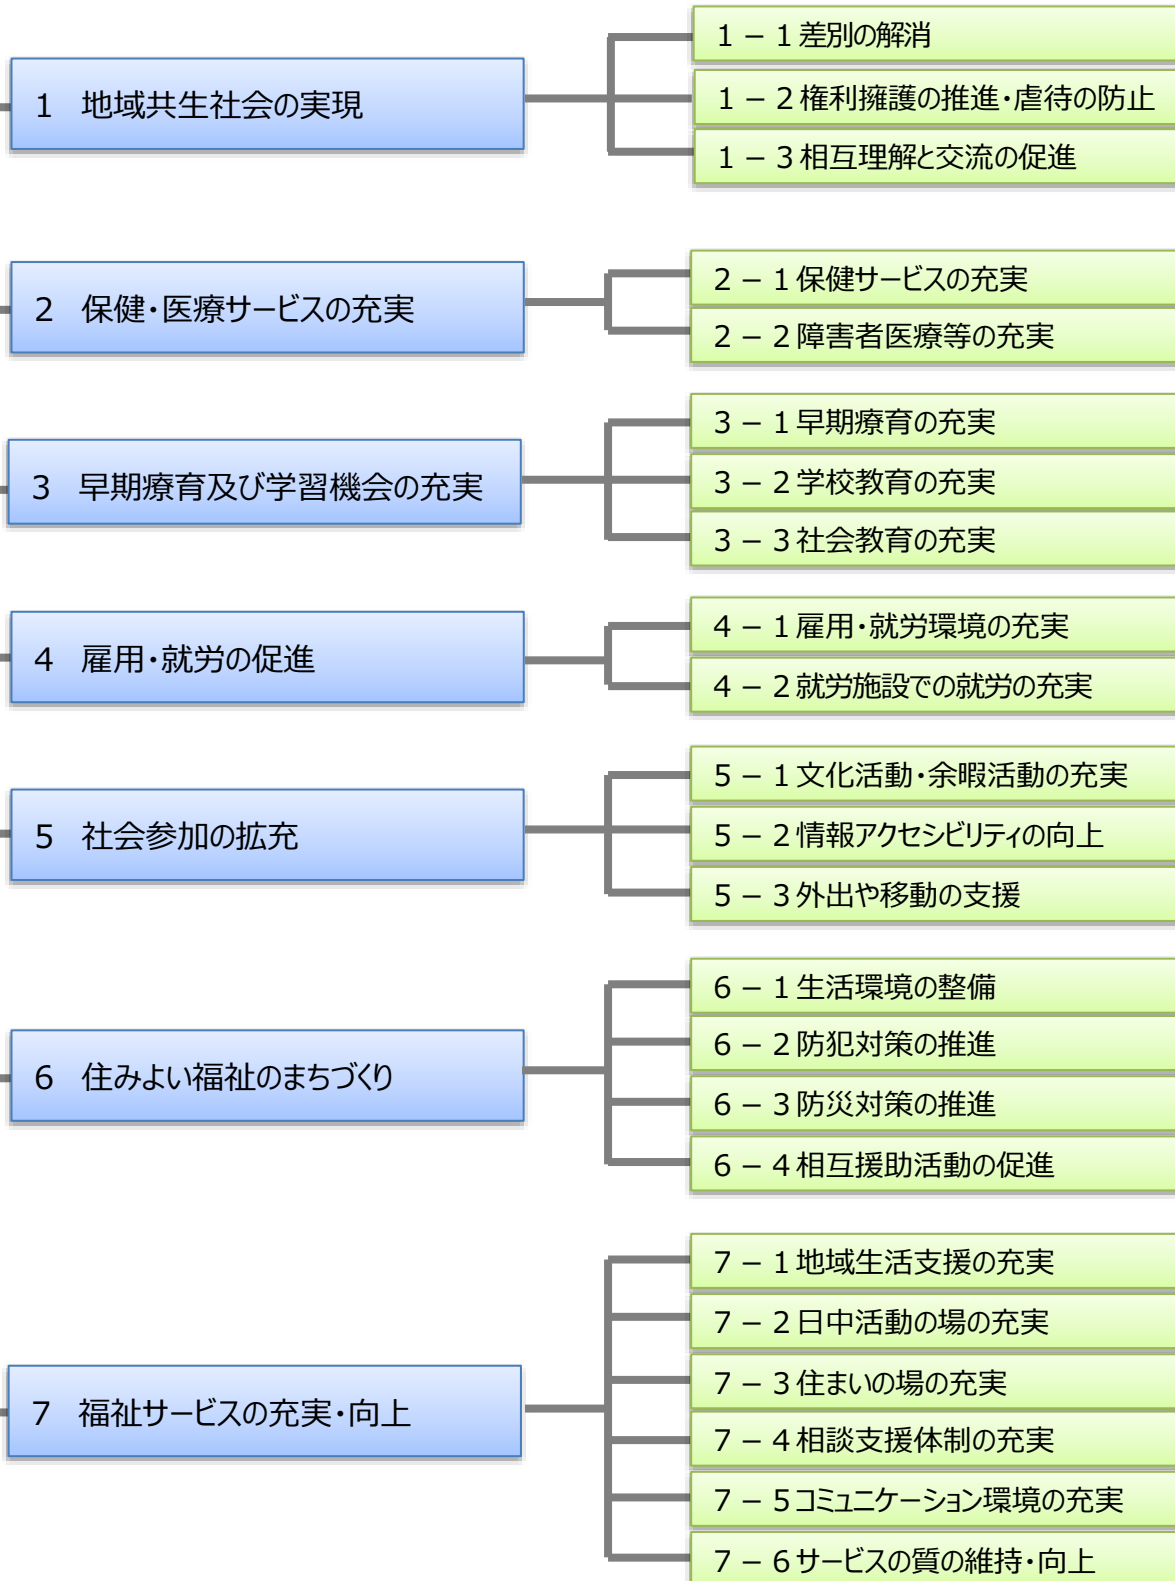 1 地域共生社会の実現
1－1差別の解消
1－2権利擁護の推進・虐待の防止
1－3相互理解と交流の促進
2 保健・医療サービスの充実
2－1保健サービスの充実
2－2障害者医療等の充実
3 早期療育及び学習機会の充実
3－1早期療育の充実
3－2学校教育の充実
3－3社会教育の充実
4 雇用・就労の促進
4－1雇用・就労環境の充実
4－2就労施設での就労の充実
5 社会参加の拡充
5－1文化活動・余暇活動の充実
5－2情報アクセシビリティの向上
5－3外出や移動の支援
6 住みよい福祉のまちづくり
6－1生活環境の整備
6－2防犯対策の推進
6－3防災対策の推進
6－4相互援助活動の促進
7 福祉サービスの充実・向上
7－1地域生活支援の充実
7－2日中活動の場の充実
7－3住まいの場の充実
7－4相談支援体制の充実
7－5コミュニケーション環境の充実
7－6サービスの質の維持・向上